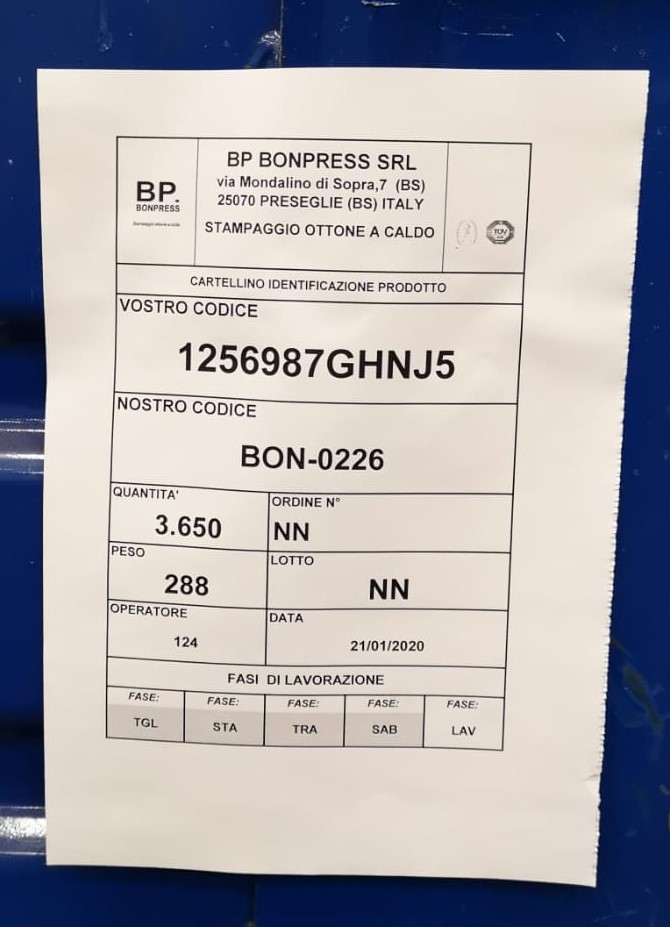 BP.
BONPRESS
BP BONPRESS SRL
via Mondalino di Sopra,7 (BS)
25070 PRESEGLIE (BS) ITALY
STAMPAGGIO OTTONE A CALDO
TÜV
CARTELLINO IDENTIFICAZIONE PRODOTTO
VOSTRO CODICE
1256987GHNJ5
NOSTRO CODICE
BON-0226
QUANTITA'
3.650
ORDINE N°
NN
PESO
288
LOTTO
NN
OPERATORE
124
DATA
21/01/2020
FASI DI LAVORAZIONE
FASE: FASE: FASE: FASE: FASE:
TGL STA TRA SAB LAV